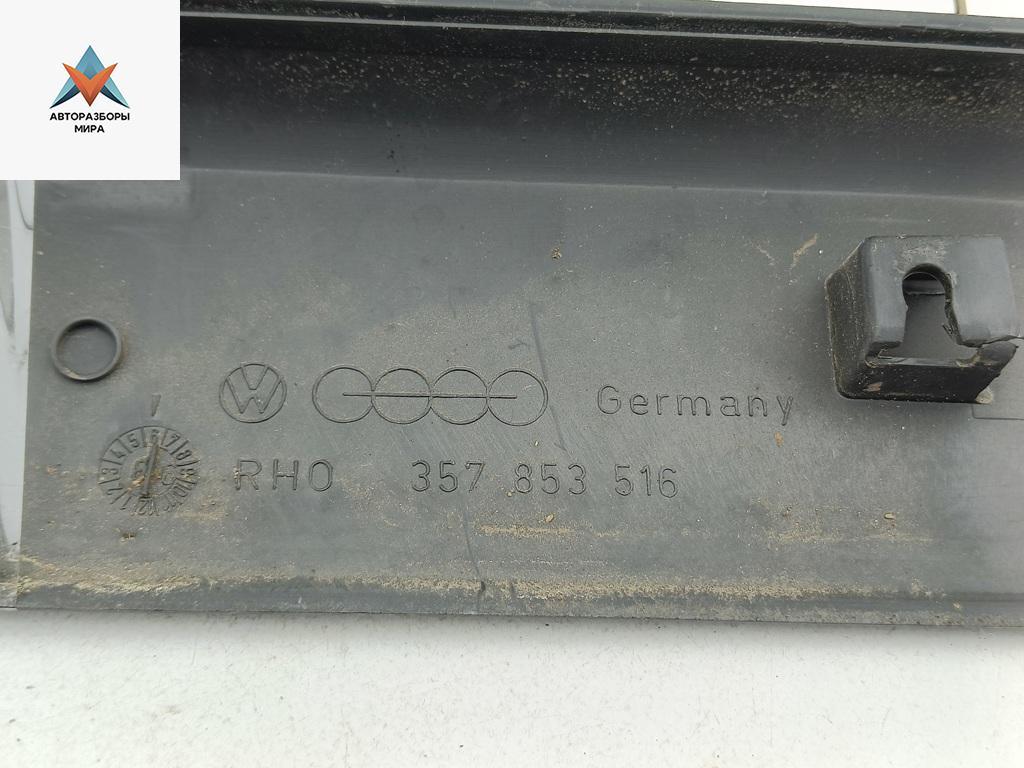 АВТОРАЗБОРЫ
МИРА
Germany
RHO 357 853 516